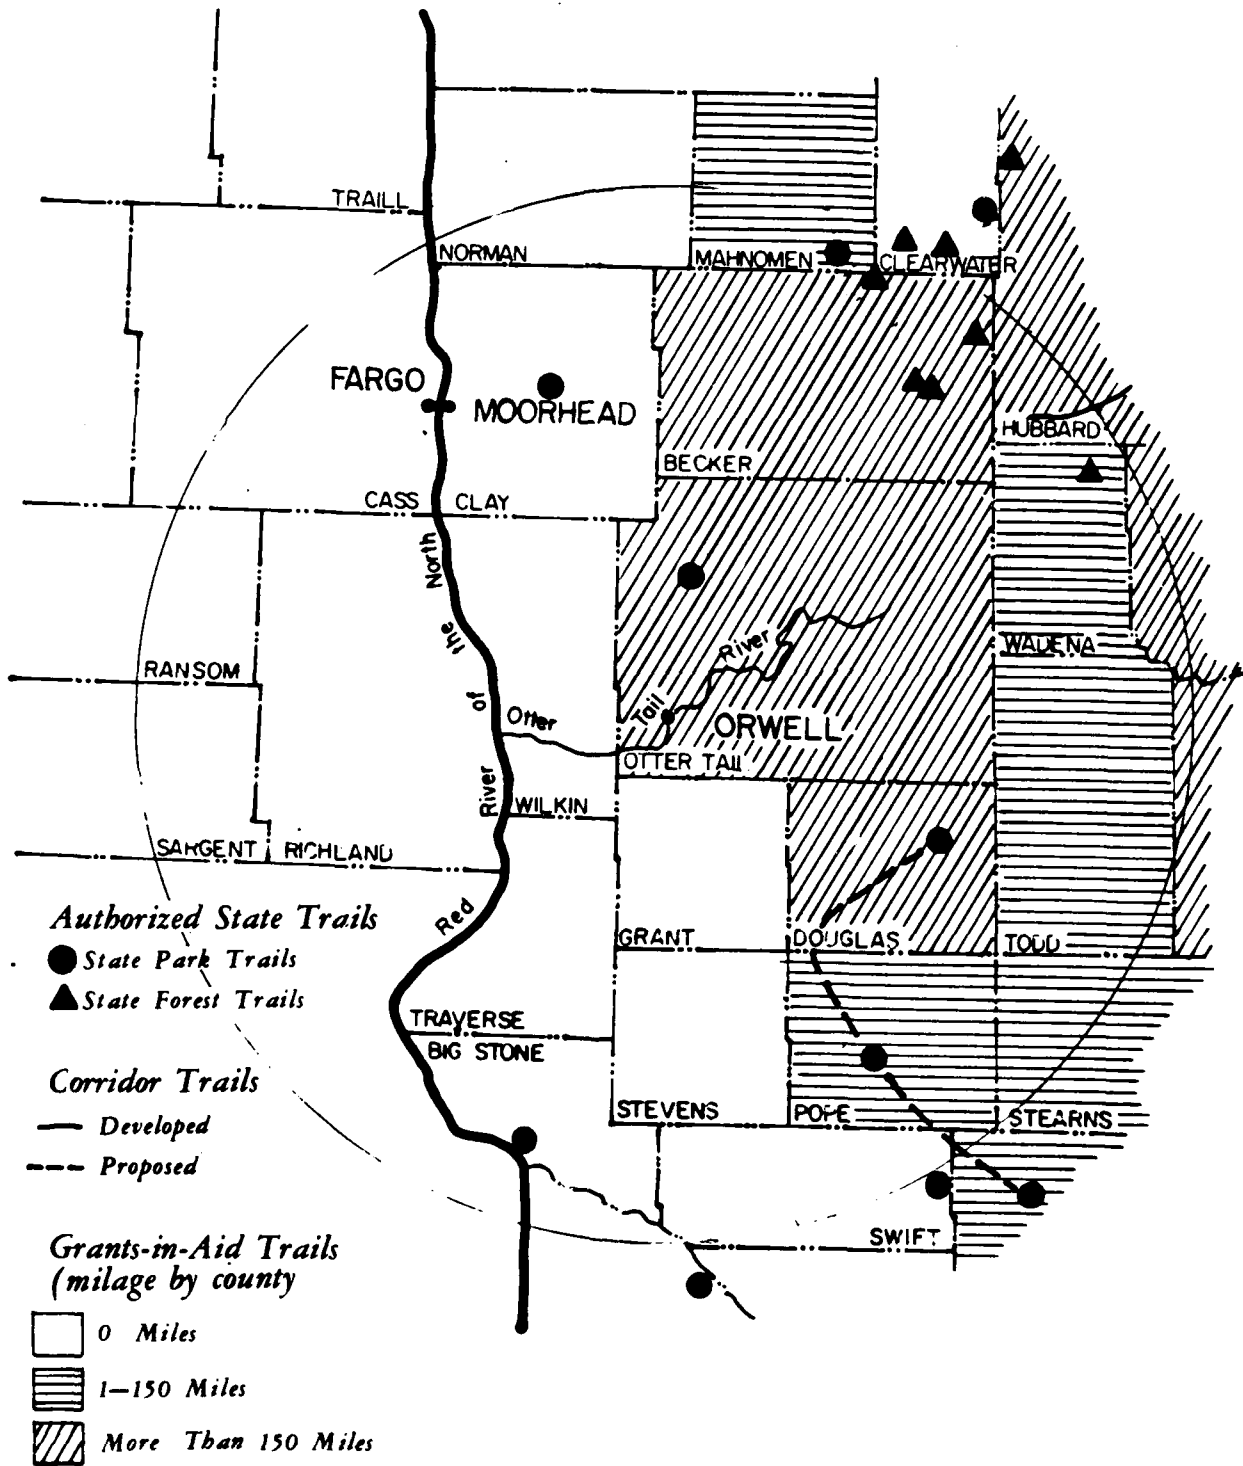 TRAILL
NORMAN
MAHNOMEN
CLEARWATER
FARGO
MOORHEAD
HUBBARD
BECKER
CASS
CLAY
North
the
of
River
Red
RANSOM
WADENA
Otter
Tail
River
ORWELL
OTTER TAIL
WILKIN
SARGENT
RICHLAND
GRANT
DOUGLAS
TODD
TRAVERSE
BIG STONE
STEVENS
POPE
STEARNS
SWIFT
Authorized State Trails
State Park Trails
State Forest Trails
Corridor Trails
Developed
Proposed
Grants-in-Aid Trails
(milage by county
0 Miles
1—150 Miles
More Than 150 Miles